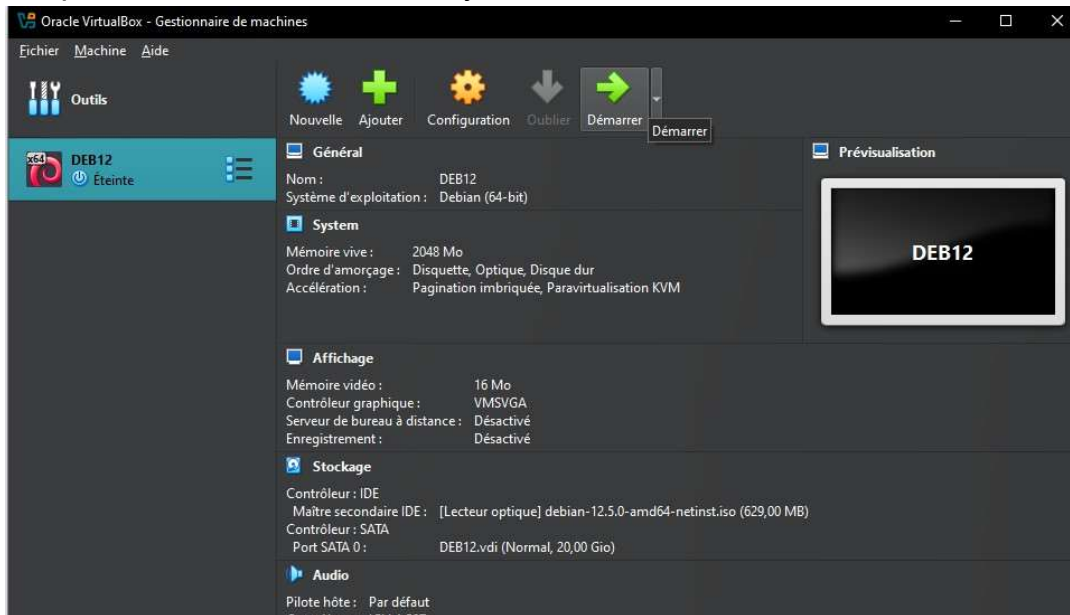 Oracle VirtualBox - Gestionnaire de machines
Fichier Machine Aide
Outils
Nouvelle Ajouter Configuration Oublier Démarrer
Démarrer
x64 DEB12
Éteinte
Général
Nom : DEB12
Système d'exploitation : Debian (64-bit)
Prévisualisation
DEB12
System
Mémoire vive : 2048 Mo
Ordre d'amorçage : Disquette, Optique, Disque dur
Accélération : Pagination imbriquée, Paravirtualisation KVM
Affichage
Mémoire vidéo : 16 Mo
Contrôleur graphique : VMSVGA
Serveur de bureau à distance : Désactivé
Enregistrement : Désactivé
Stockage
Contrôleur : IDE
Maître secondaire IDE : [Lecteur optique] debian-12.5.0-amd64-netinst.iso (629,00 MB)
Contrôleur : SATA
Port SATA 0 : DEB12.vdi (Normal, 20,00 Gio)
Audio
Pilote hôte : Par défaut